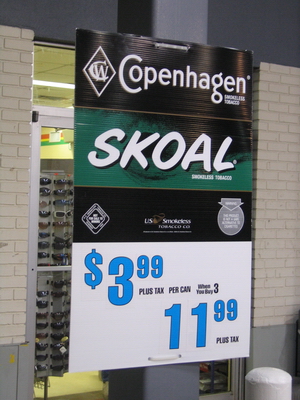 CW Copenhagen®
SMOKELESS
TOBACCO
SKOAL®
SMOKELESS TOBACCO
US Smokeless
TOBACCO CO
$3.99
PLUS TAX PER CAN When
You Buy 3
11.99
PLUS TAX